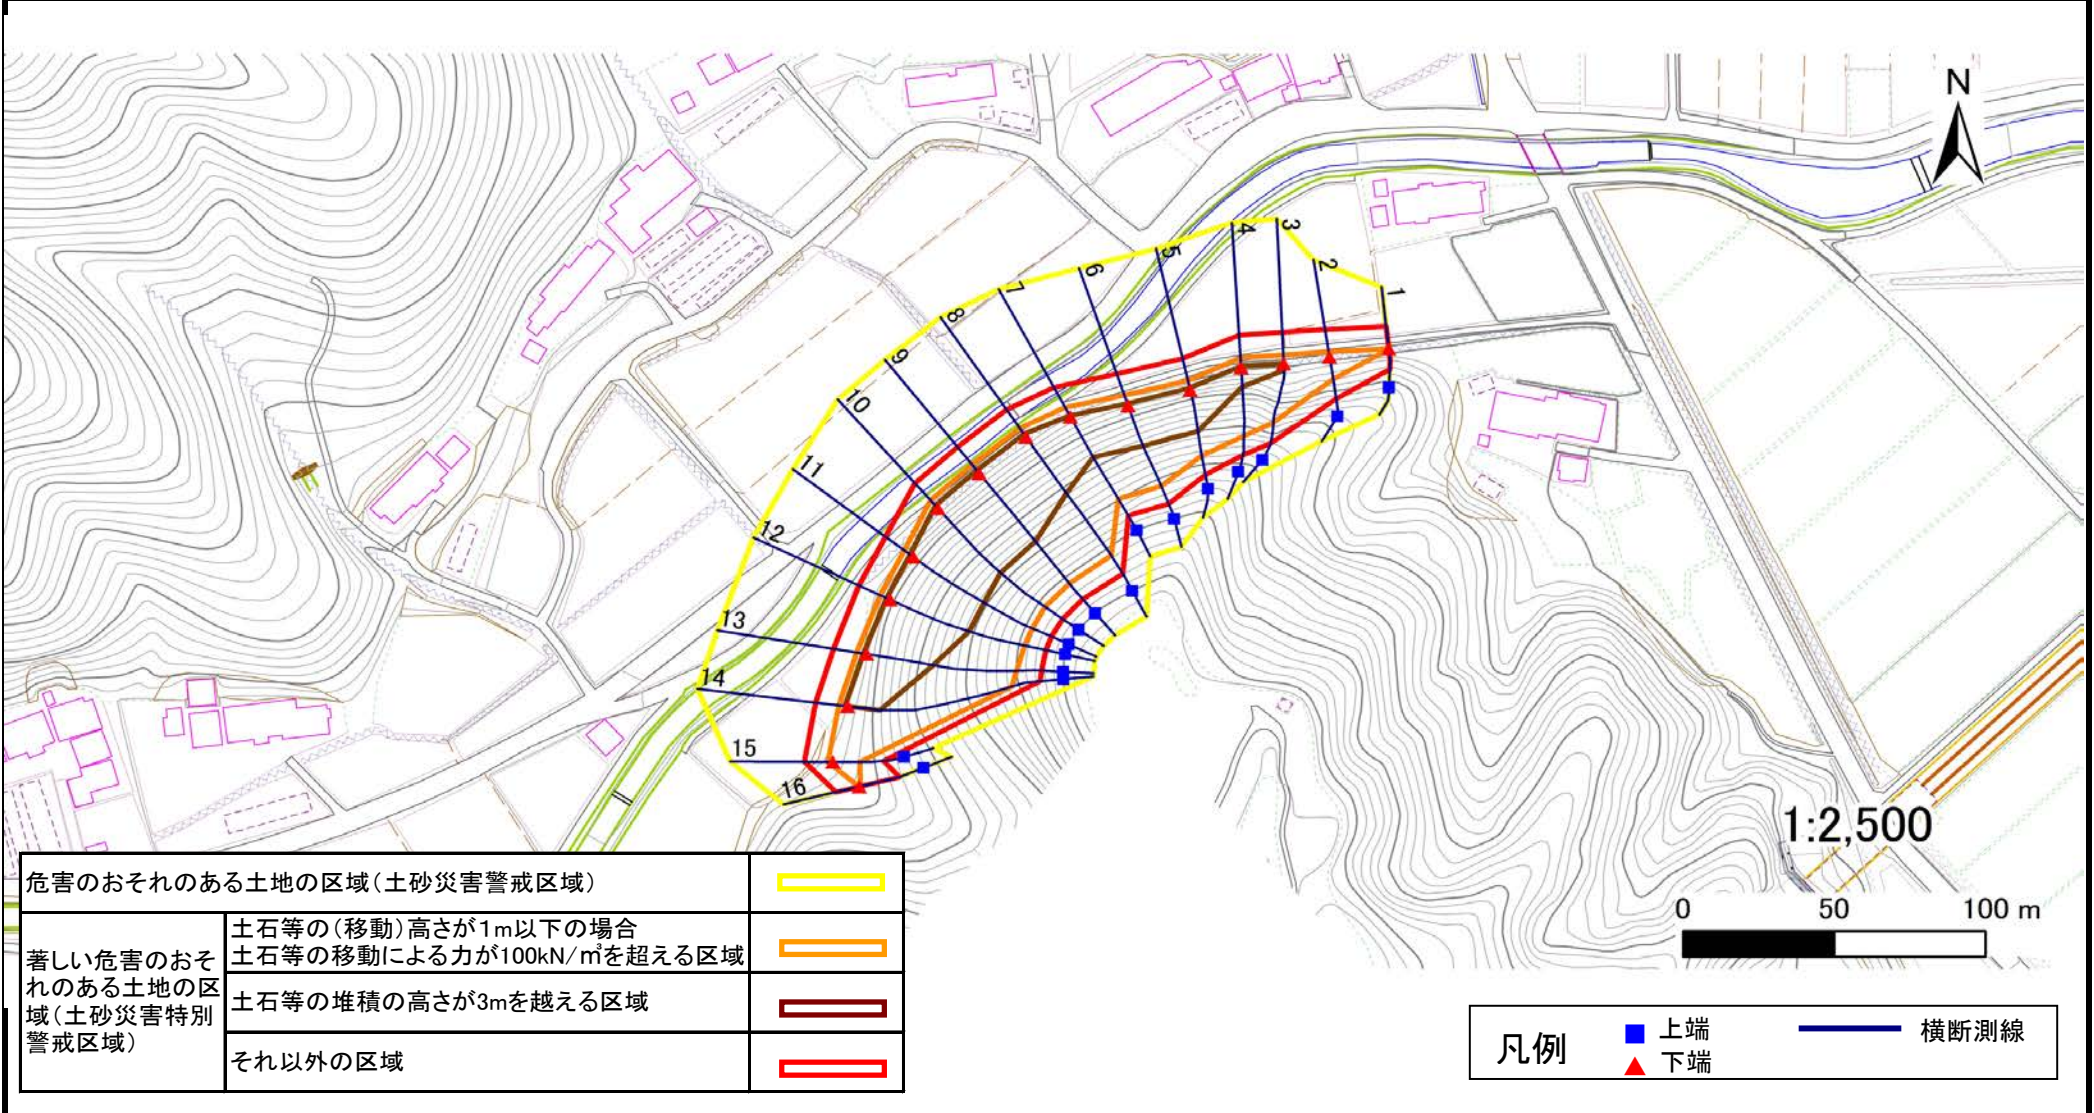 N
3
4
5
2
6
1
7
8
9
10
11
12
13
14
15
16
1:2,500
0 50 100 m
危害のおそれのある土地の区域(土砂災害警戒区域)
著しい危害のおそ
れのある土地の区
域(土砂災害特別
警戒区域)
土石等の(移動)高さが1m以下の場合
土石等の移動による力が100kN/㎡を超える区域
土石等の堆積の高さが3mを越える区域
それ以外の区域
凡例
上端
下端
横断測線